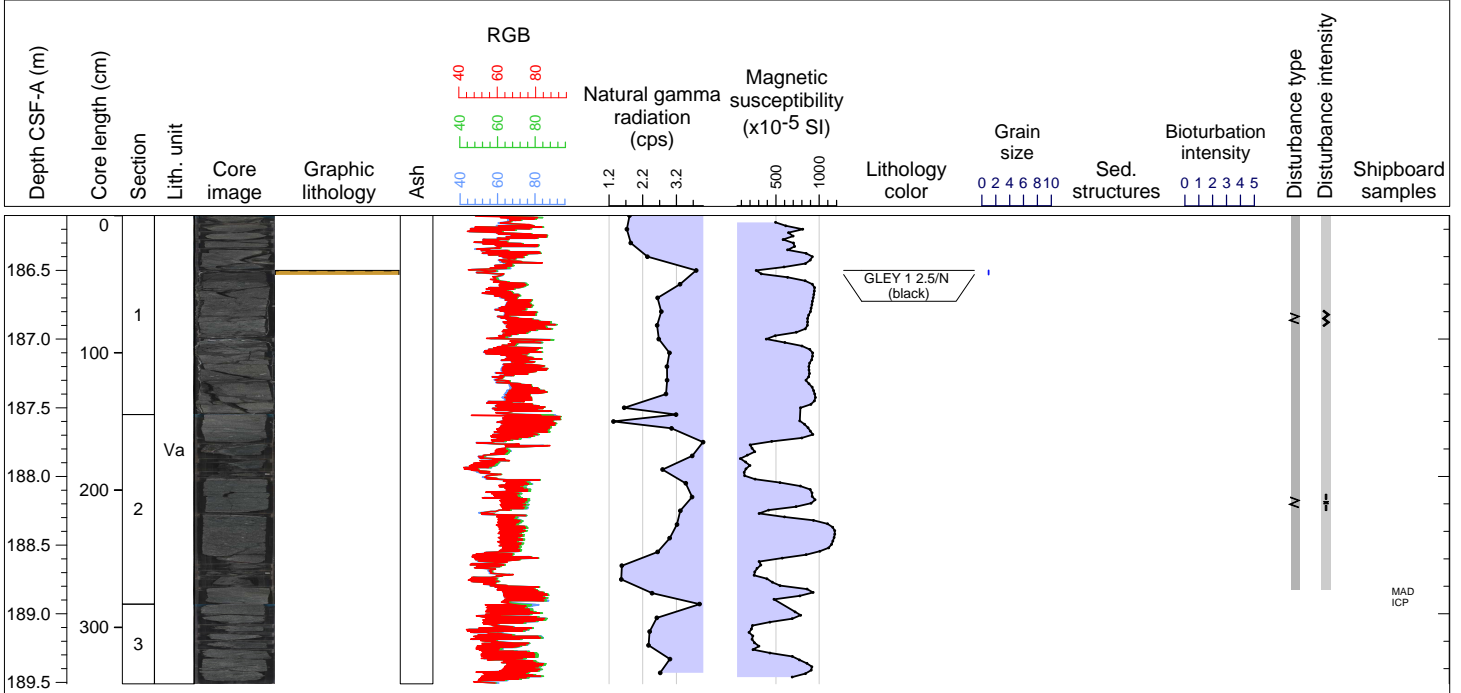 Depth CSF-A (m)
Core length (cm)
Section
Lith. unit
Core
image
Graphic
lithology
Ash
RGB
40 60 80
40 60 80
40 60 80
Natural gamma
radiation
(cps)
1.2 2.2 3.2
Magnetic
susceptibility
(x10-5 SI)
500 1000
Lithology
color
Grain
size
0 2 4 6 8 10
Sed.
structures
Bioturbation
intensity
0 1 2 3 4 5
Disturbance type
Disturbance intensity
Shipboard
samples
0
186.5
GLEY 1 2.5/N
(black)
1
187.0
100
187.5
Va
188.0
200
2
188.5
MAD
ICP
189.0
300
3
189.5